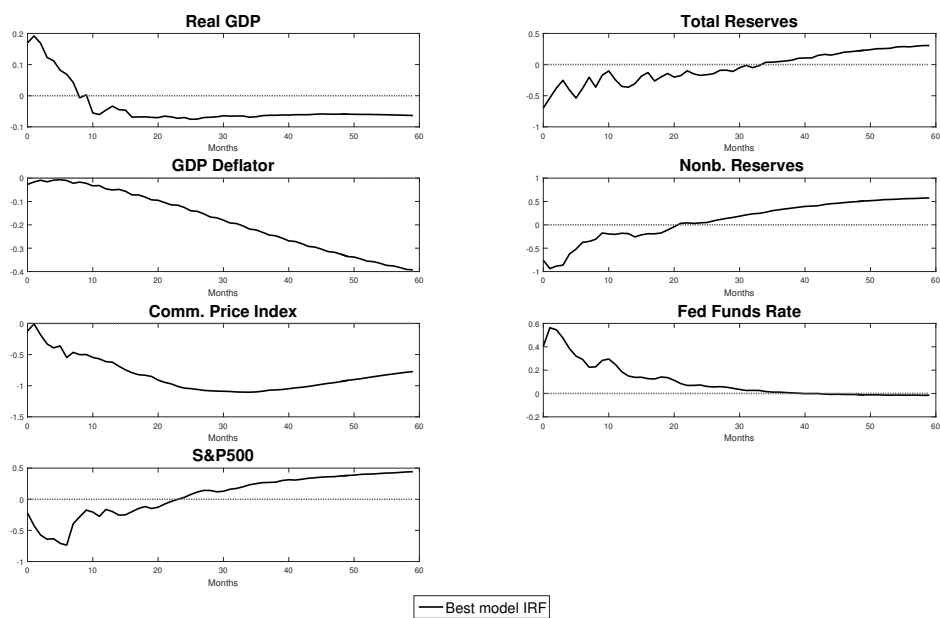 Real GDP
0.2
0.1
0
-0.1
0 10 20 30 40 50 60
Months
Total Reserves
0.5
0
-0.5
-1
0 10 20 30 40 50 60
Months
GDP Deflator
0
-0.1
-0.2
-0.3
-0.4
0 10 20 30 40 50 60
Months
Nonb. Reserves
1
0.5
0
-0.5
-1
0 10 20 30 40 50 60
Months
Comm. Price Index
0
-0.5
-1
-1.5
0 10 20 30 40 50 60
Months
Fed Funds Rate
0.6
0.4
0.2
0
-0.2
0 10 20 30 40 50 60
Months
S&P500
0.5
0
-0.5
-1
0 10 20 30 40 50 60
Months
Best model IRF